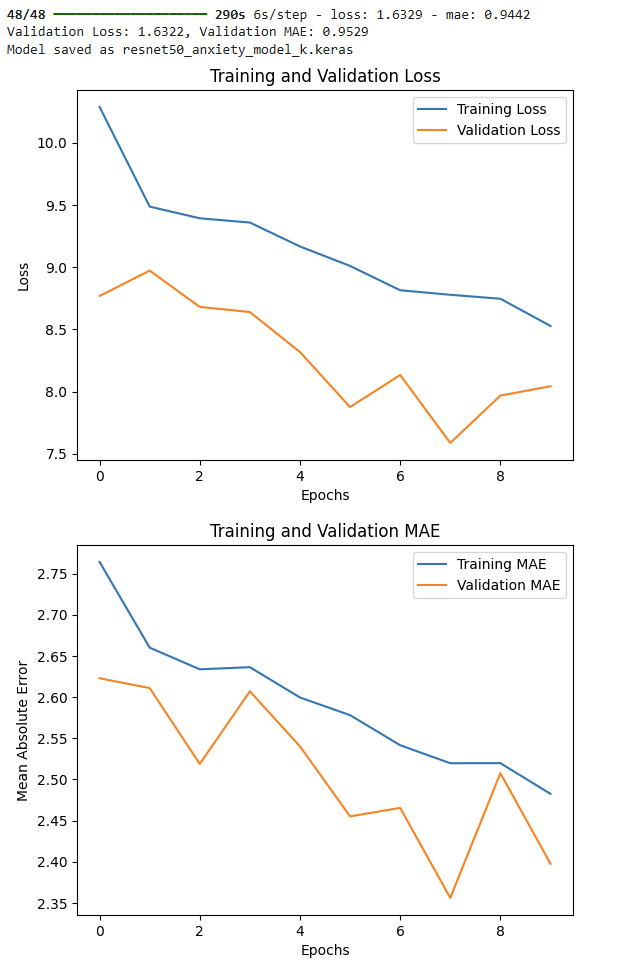 48/48 ━━━━━━━━━━━━━━━━━━━━ 290s 6s/step - loss: 1.6329 - mae: 0.9442
Validation Loss: 1.6322, Validation MAE: 0.9529
Model saved as resnet50_anxiety_model_k.keras
Training and Validation Loss
Training Loss
Validation Loss
10.0
9.5
9.0
8.5
8.0
7.5
Loss
0 2 4 6 8
Epochs
Training and Validation MAE
Training MAE
Validation MAE
2.75
2.70
2.65
2.60
2.55
2.50
2.45
2.40
2.35
Mean Absolute Error
0 2 4 6 8
Epochs